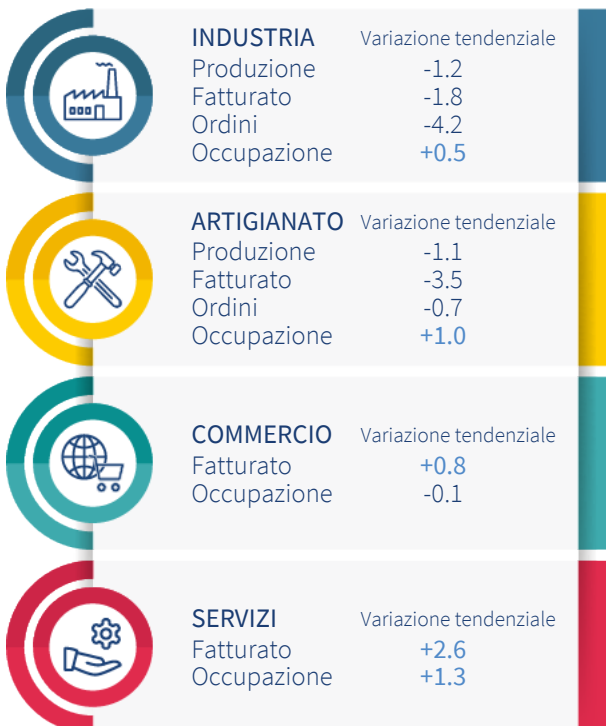 INDUSTRIA Variazione tendenziale
Produzione -1.2
Fatturato -1.8
Ordini -4.2
Occupazione +0.5
ARTIGIANATO Variazione tendenziale
Produzione -1.1
Fatturato -3.5
Ordini -0.7
Occupazione +1.0
COMMERCIO Variazione tendenziale
Fatturato +0.8
Occupazione -0.1
SERVIZI Variazione tendenziale
Fatturato +2.6
Occupazione +1.3